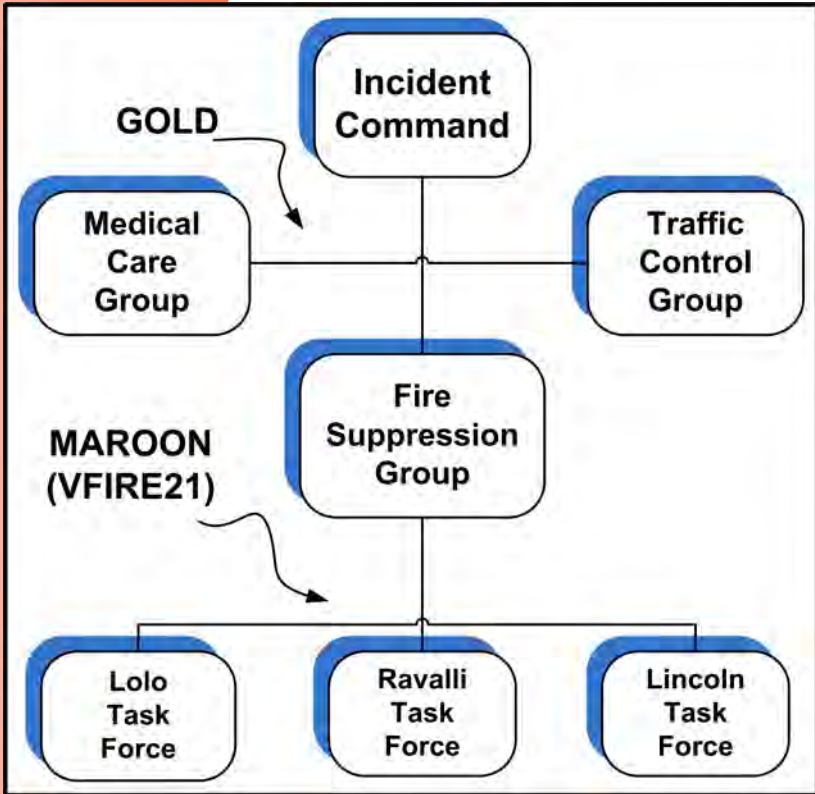 Incident
Command
GOLD
Medical
Care
Group
Traffic
Control
Group
Fire
Suppression
Group
MAROON
(VFIRE21)
Lolo
Task
Force
Ravalli
Task
Force
Lincoln
Task
Force